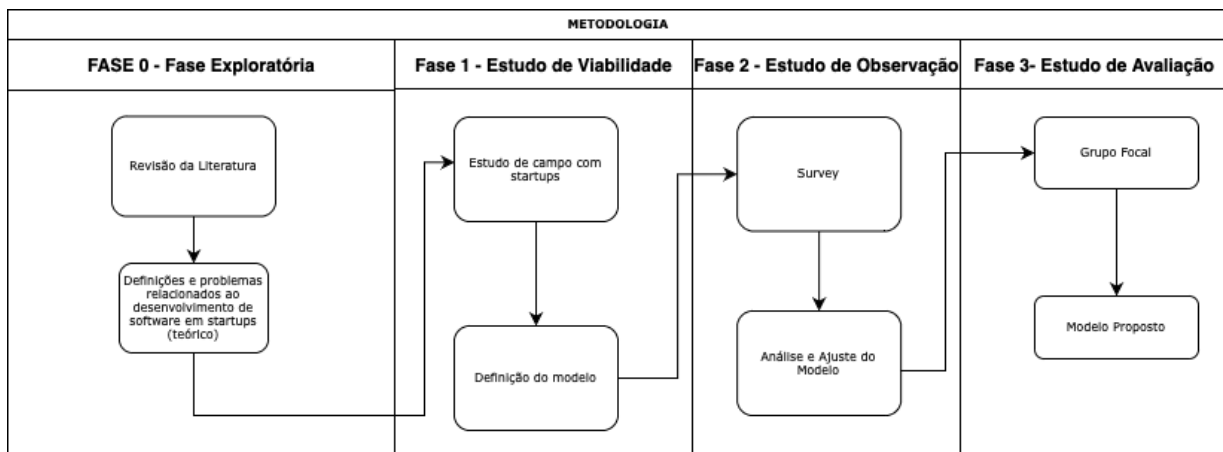 METODOLOGIA
FASE 0 - Fase Exploratória
Fase 1 - Estudo de Viabilidade
Fase 2 - Estudo de Observação
Fase 3- Estudo de Avaliação
Revisão da Literatura
Definições e problemas
relacionados ao
desenvolvimento de
software em startups
(teórico)
Estudo de campo com
startups
Definição do modelo
Survey
Análise e Ajuste do
Modelo
Grupo Focal
Modelo Proposto